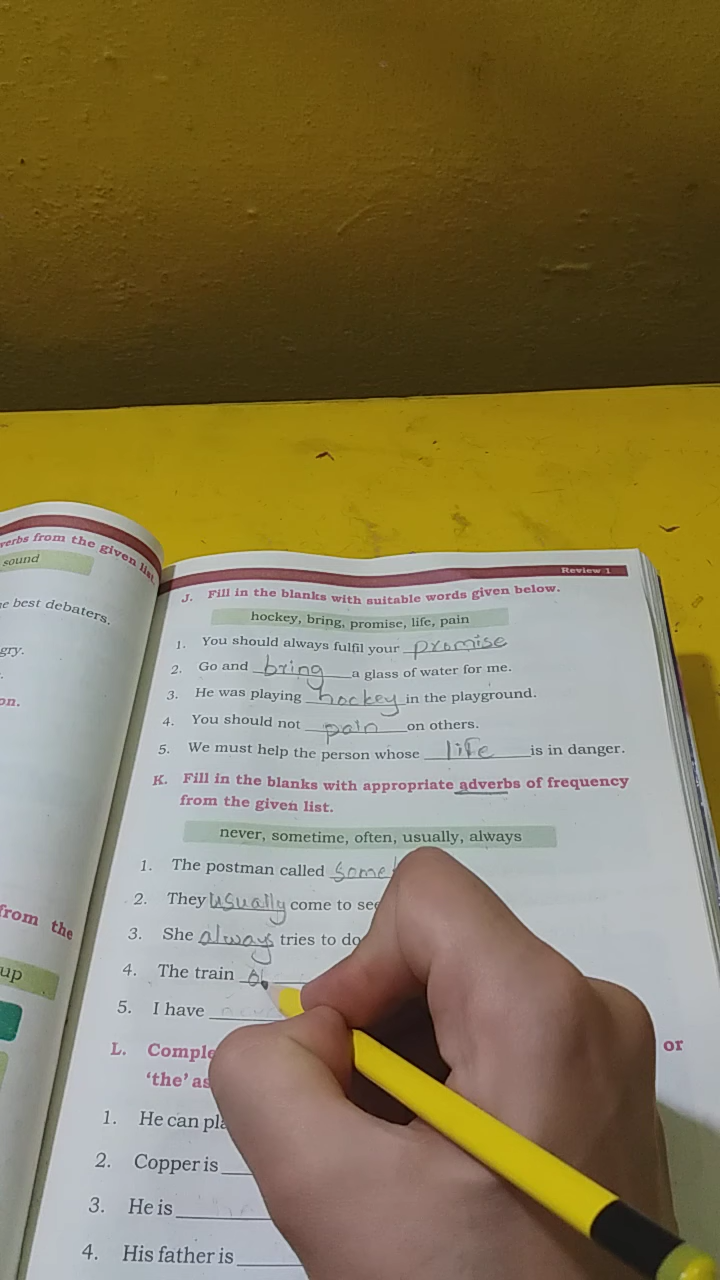 verbs from the given list
sound
e best debaters.
gry.
on.
from the
up
Review 1
J. Fill in the blanks with suitable words given below.
hockey, bring, promise, life, pain
1. You should always fulfil your promise
2. Go and bring a glass of water for me.
3. He was playing hockey in the playground.
4. You should not pain on others.
5. We must help the person whose life is in danger.
K. Fill in the blanks with appropriate adverbs of frequency
from the given list.
never, sometime, often, usually, always
1. The postman called some
2. They usually come to see
3. She always tries to do
4. The train
5. I have
L. Comple or
'the' as
1. He can pla
2. Copper is
3. He is
4. His father is